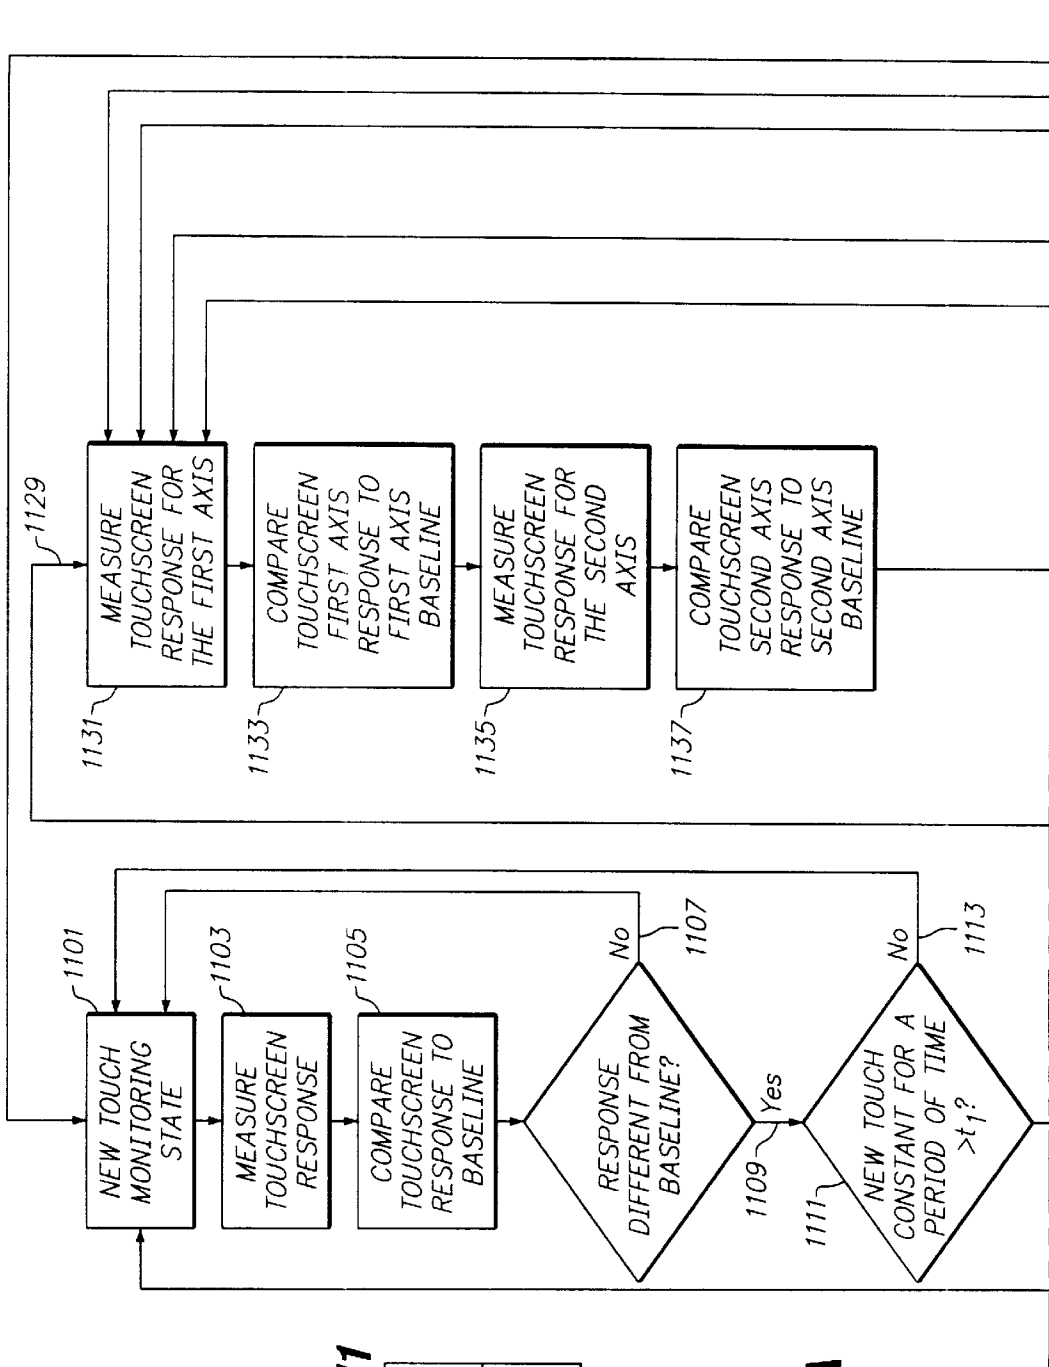 1101
NEW TOUCH
MONITORING
STATE
1103
MEASURE
TOUCHSCREEN
RESPONSE
1105
COMPARE
TOUCHSCREEN
RESPONSE TO
BASELINE
RESPONSE
DIFFERENT FROM
BASELINE?
No
1107
Yes
1109
1111
NEW TOUCH
CONSTANT FOR A
PERIOD OF TIME
>t1?
No
1113
1129
1131
MEASURE
TOUCHSCREEN
RESPONSE FOR
THE FIRST AXIS
1133
COMPARE
TOUCHSCREEN
FIRST AXIS
RESPONSE TO
FIRST AXIS
BASELINE
1135
MEASURE
TOUCHSCREEN
RESPONSE FOR
THE SECOND
AXIS
1137
COMPARE
TOUCHSCREEN
SECOND AXIS
RESPONSE TO
SECOND AXIS
BASELINE